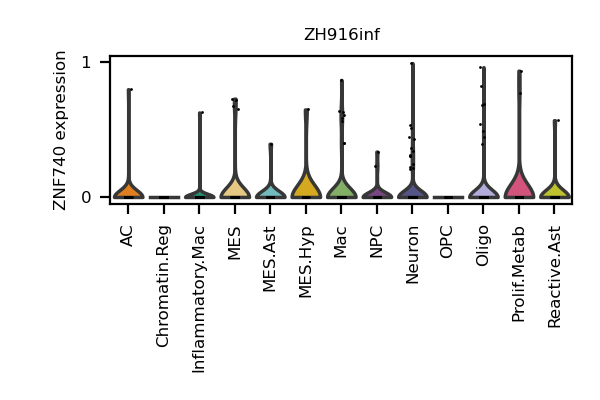 ZH916inf
ZNF740 expression
1
0
AC
Chromatin.Reg
Inflammatory.Mac
MES
MES.Ast
MES.Hyp
Mac
NPC
Neuron
OPC
Oligo
Prolif.Metab
Reactive.Ast